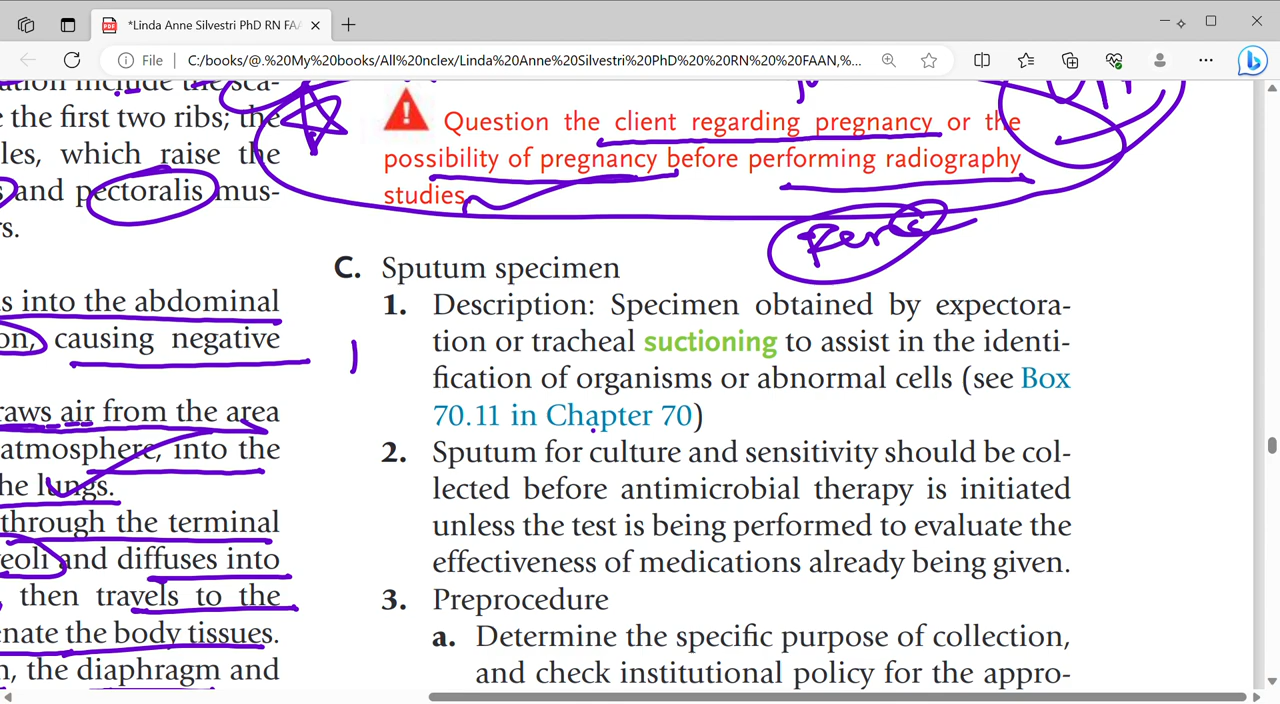 *Linda Anne Silvestri PhD RN FAA
File
C:/books/@.%20My%20books/All%20nclex/Linda%20Anne%20Silvestri%20PhD%20%20RN%20%20FAAN,%...
include the sca-
e the first two ribs; the
les, which raise the
and pectoralis mus-
rs.
s into the abdominal
on, causing negative
raws air from the area
atmosphere, into the
he lungs.
through the terminal
eoli and diffuses into
, then travels to the
enate the body tissues.
n, the diaphragm and
Question the client regarding pregnancy or the
possibility of pregnancy before performing radiography
studies.
C. Sputum specimen
1. Description: Specimen obtained by expectora-
tion or tracheal suctioning to assist in the identi-
fication of organisms or abnormal cells (see Box
70.11 in Chapter 70)
2. Sputum for culture and sensitivity should be col-
lected before antimicrobial therapy is initiated
unless the test is being performed to evaluate the
effectiveness of medications already being given.
3. Preprocedure
a. Determine the specific purpose of collection,
and check institutional policy for the appro-